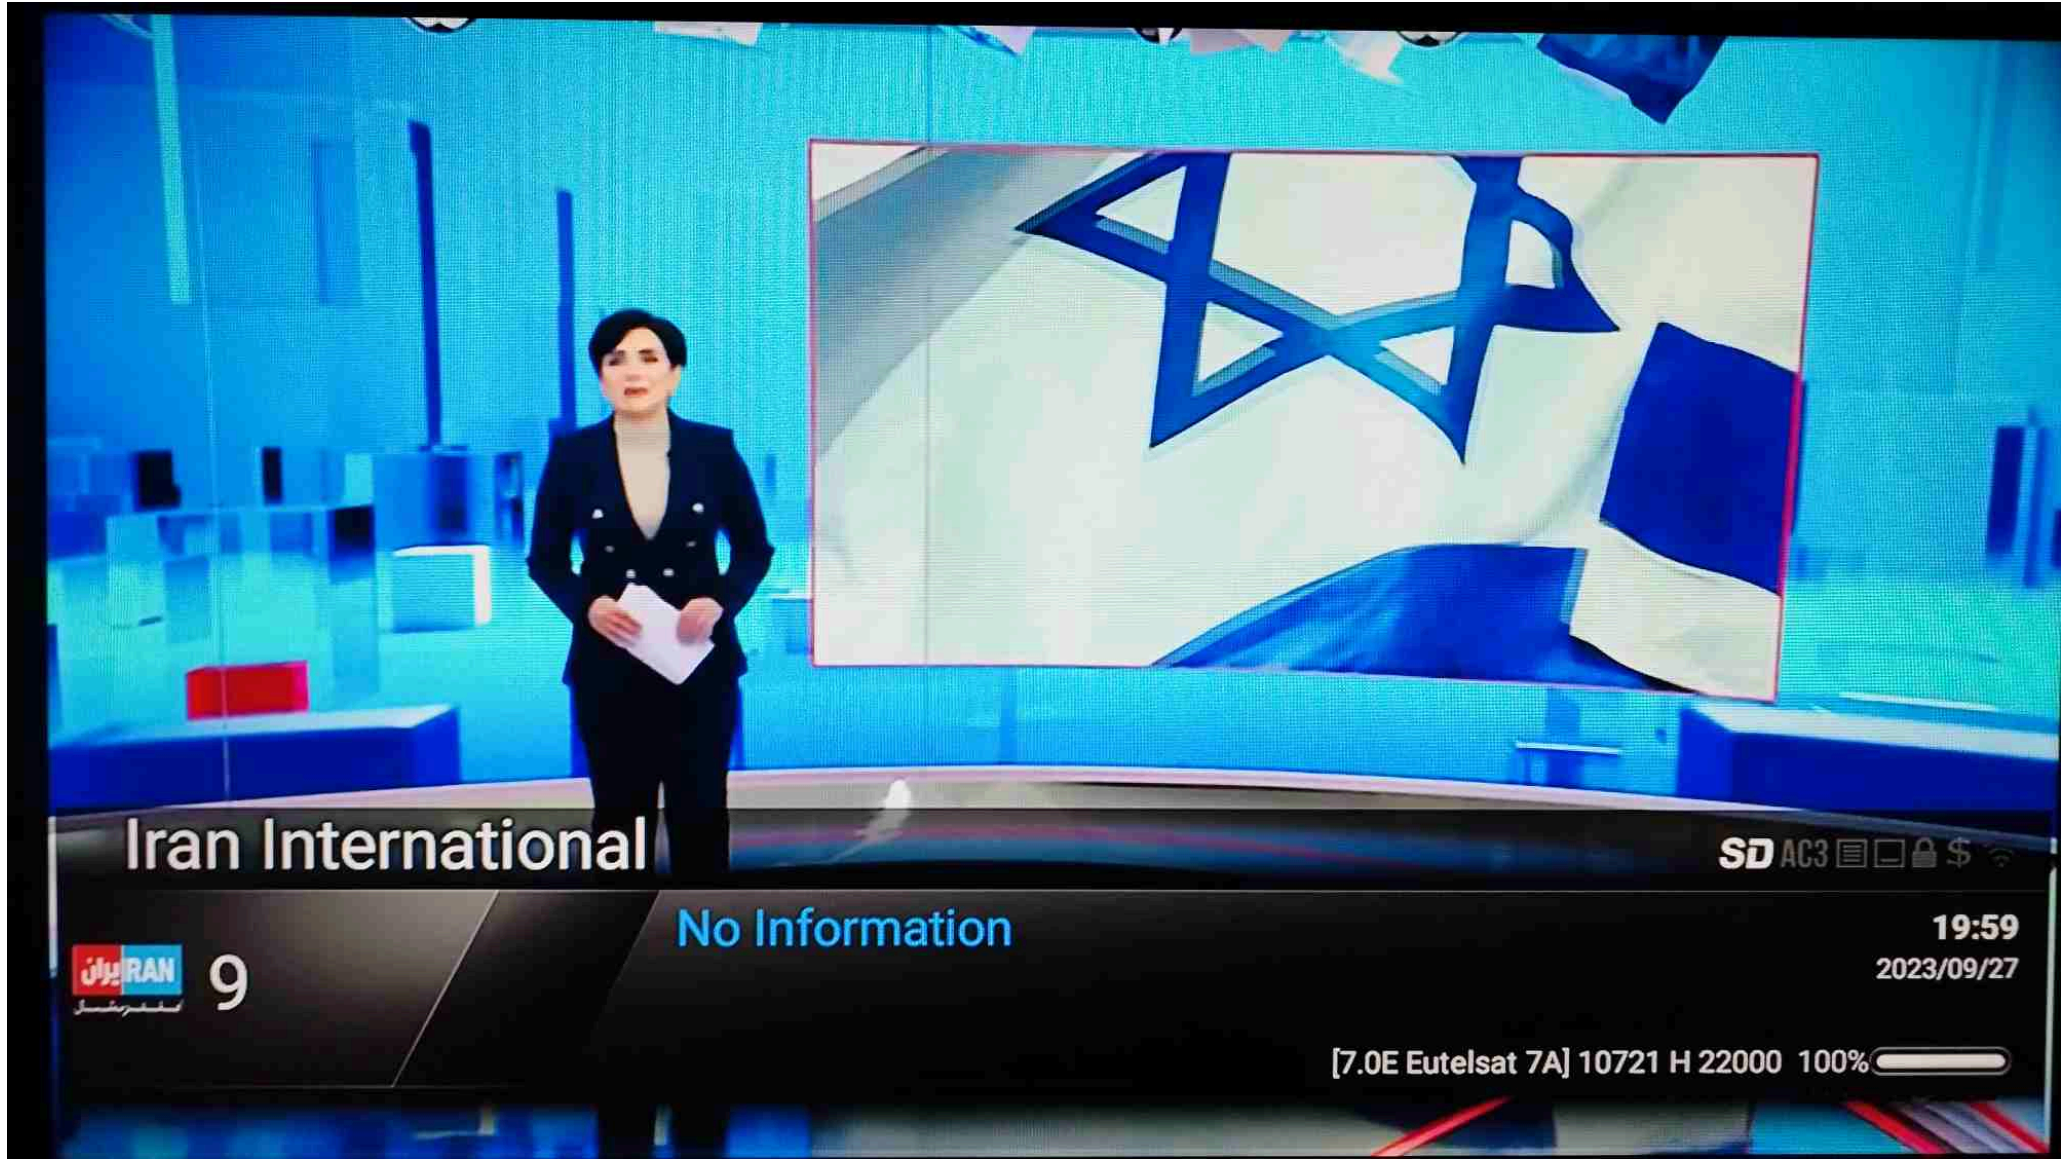 Iran International
SD AC3 $
No Information
19:59
2023/09/27
ایران IRAN
اینترنشنال
9
[7.0E Eutelsat 7A] 10721 H 22000 100%